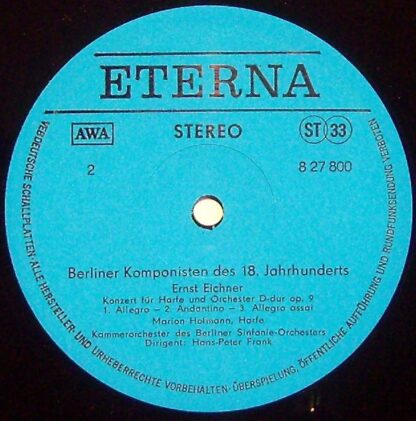 ETERNA
AWA
STEREO
ST 33
2
8 27 800
Berliner Komponisten des 18. Jahrhunderts
Ernst Eichner
Konzert für Harfe und Orchester D-dur op. 9
1. Allegro – 2. Andantino – 3. Allegro assai
Marion Hofmann, Harfe
Kammerorchester des Berliner Sinfonie-Orchesters
Dirigent: Hans-Peter Frank
VEB DEUTSCHE SCHALLPLATTEN · ALLE HERSTELLER- UND URHEBERRECHTE VORBEHALTEN · ÜBERSPIELUNG, ÖFFENTLICHE AUFFÜHRUNG UND RUNDFUNKSENDUNG VERBOTEN